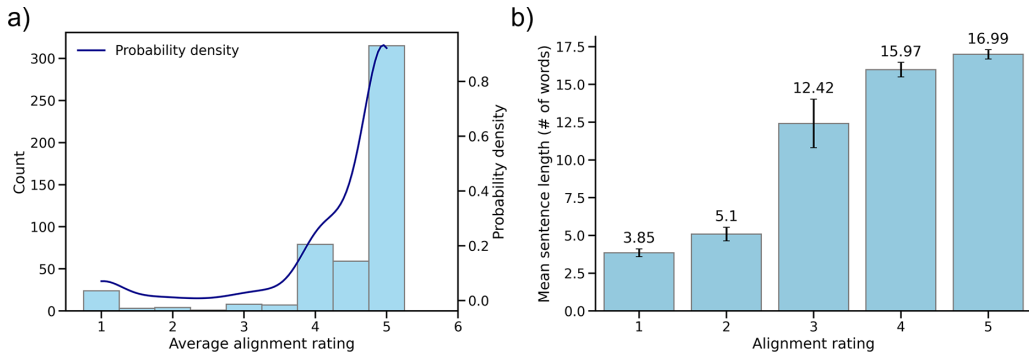 a)
Probability density
300
250
200
150
100
50
0
Count
0.8
0.6
0.4
0.2
0.0
Probability density
1 2 3 4 5 6
Average alignment rating
b)
17.5
15.0
12.5
10.0
7.5
5.0
2.5
0.0
Mean sentence length (# of words)
3.85
5.1
12.42
15.97
16.99
1 2 3 4 5
Alignment rating